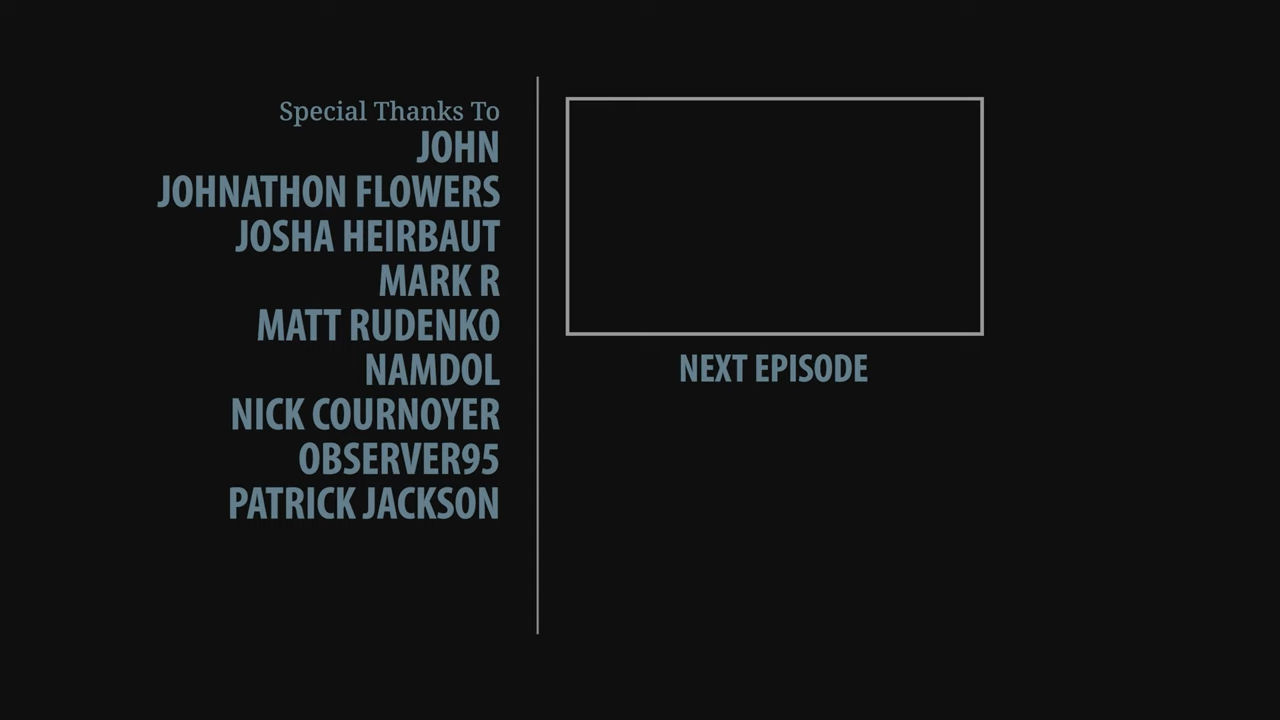 Special Thanks To
JOHN
JOHNATHON FLOWERS
JOSHA HEIRBAUT
MARK R
MATT RUDENKO
NAMDOL
NICK COURNOYER
OBSERVER95
PATRICK JACKSON
NEXT EPISODE